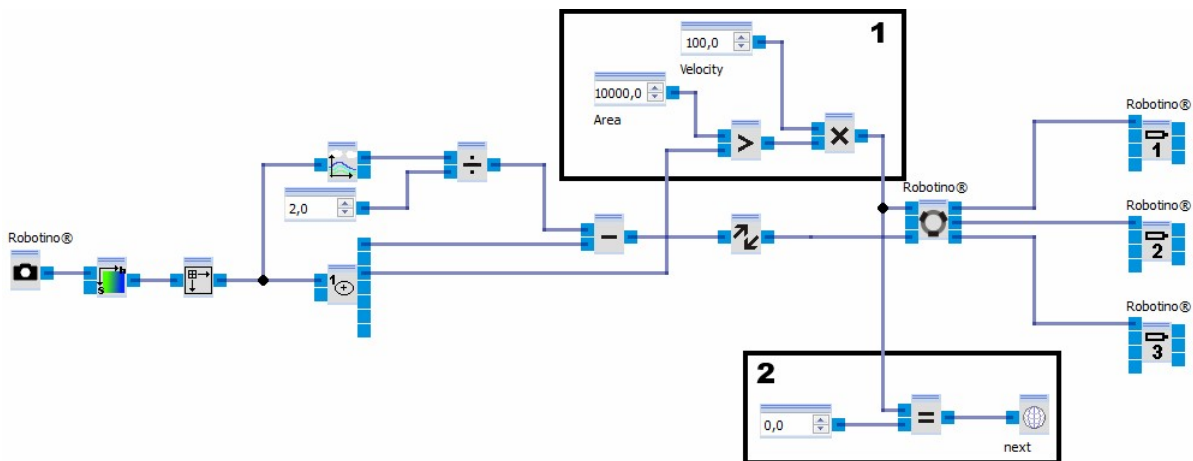 1
100,0
Velocity
10000,0
Area
>
×
÷
2,0
−
Robotino®
h
s
1
Robotino®
Robotino®
1
Robotino®
2
Robotino®
3
2
0,0
=
next